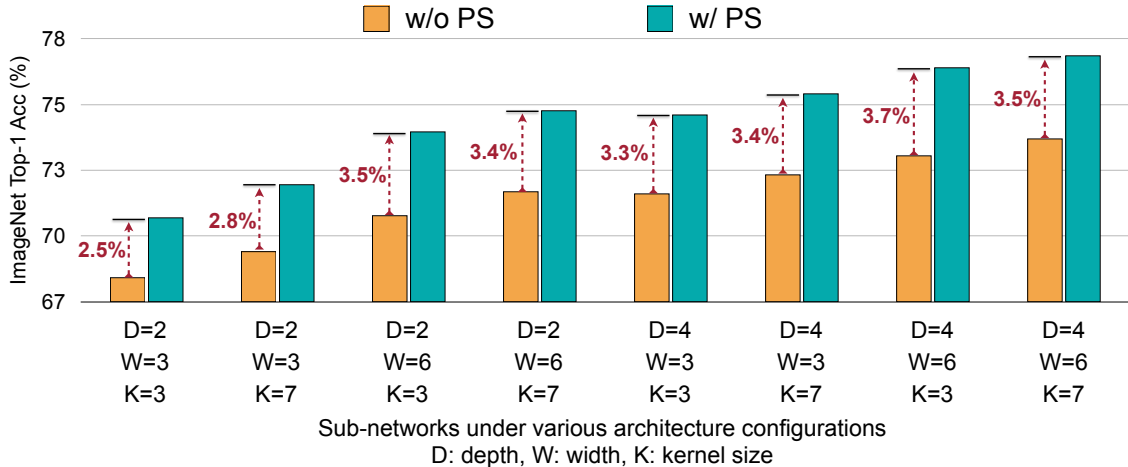 w/o PS w/ PS
ImageNet Top-1 Acc (%)
78
75
73
70
67
2.5%
2.8%
3.5%
3.4%
3.3%
3.4%
3.7%
3.5%
D=2 D=2 D=2 D=2 D=4 D=4 D=4 D=4
W=3 W=3 W=6 W=6 W=3 W=3 W=6 W=6
K=3 K=7 K=3 K=7 K=3 K=7 K=3 K=7
Sub-networks under various architecture configurations
D: depth, W: width, K: kernel size